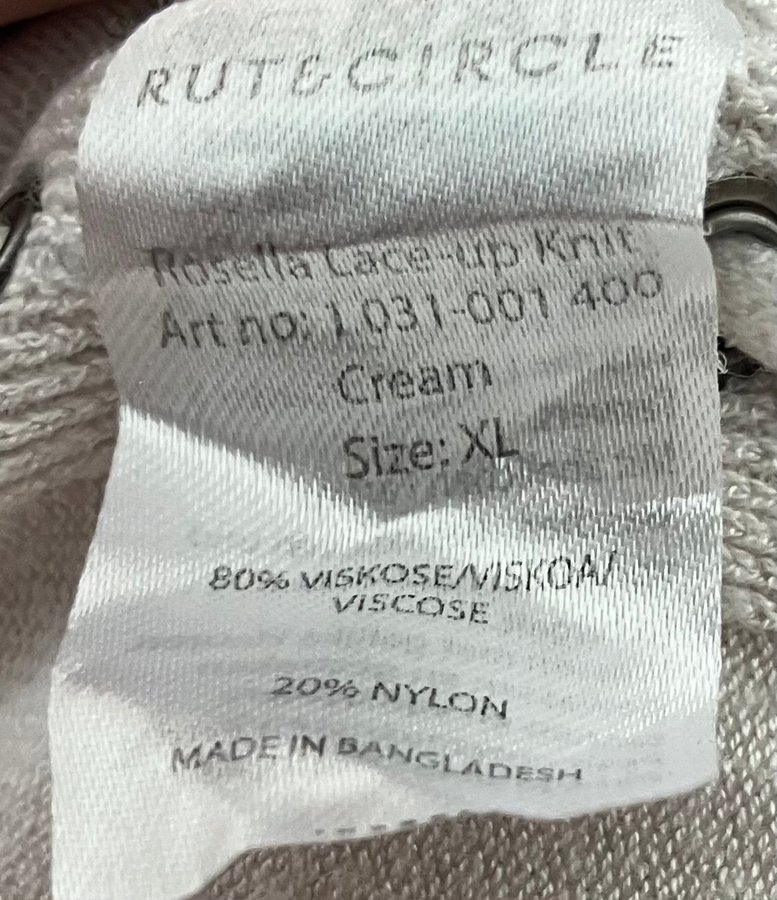 RUT&CIRCLE
Rosella Lace-up Knit
Art no: 1 031-001 400
Cream
Size: XL
80% VISKOSE/VISKOA/
VISCOSE
20% NYLON
MADE IN BANGLADESH